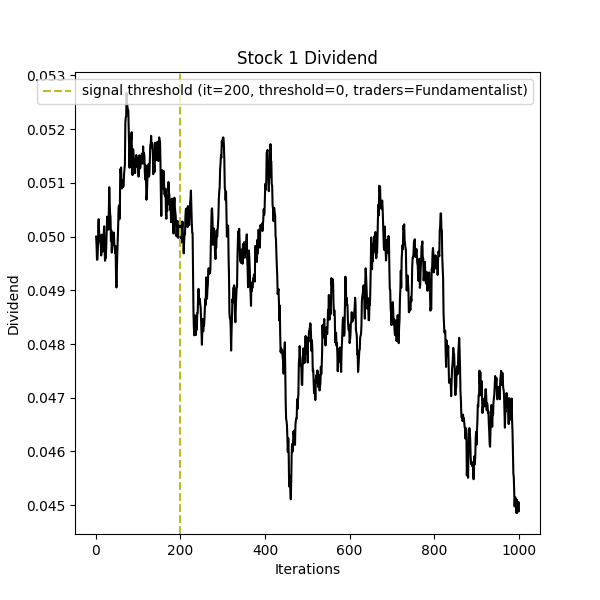 Stock 1 Dividend
signal threshold (it=200, threshold=0, traders=Fundamentalist)
0.053
0.052
0.051
0.050
0.049
0.048
0.047
0.046
0.045
Dividend
0 200 400 600 800 1000
Iterations